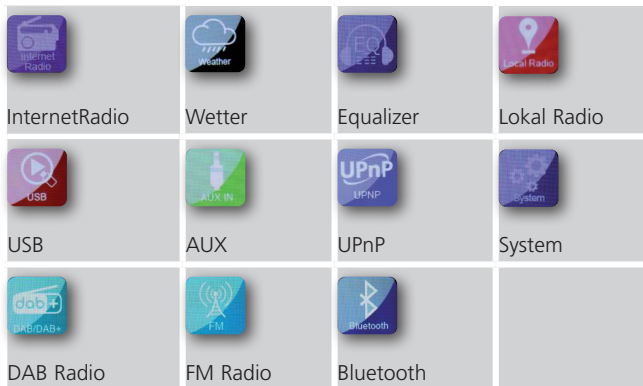 Internet
Radio
Weather
EQ
Local Radio
InternetRadio
Wetter
Equalizer
Lokal Radio
USB
AUX IN
UPnP
UPNP
System
USB
AUX
UPnP
System
dab+
DAB/DAB+
FM
Bluetooth
DAB Radio
FM Radio
Bluetooth